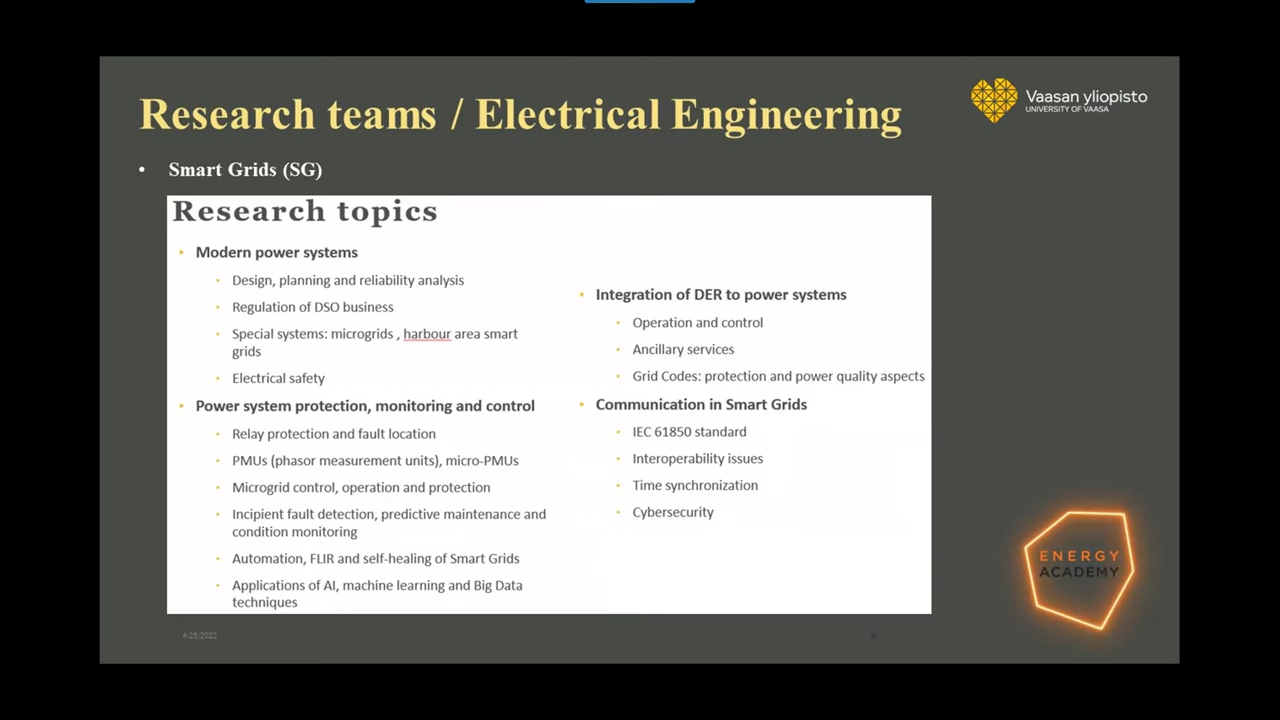 Research teams / Electrical Engineering
Vaasan yliopisto
UNIVERSITY OF VAASA
• Smart Grids (SG)
Research topics
Modern power systems
Design, planning and reliability analysis
Regulation of DSO business
Special systems: microgrids , harbour area smart
grids
Electrical safety
Power system protection, monitoring and control
Relay protection and fault location
PMUs (phasor measurement units), micro-PMUs
Microgrid control, operation and protection
Incipient fault detection, predictive maintenance and
condition monitoring
Automation, FLIR and self-healing of Smart Grids
Applications of AI, machine learning and Big Data
techniques
Integration of DER to power systems
Operation and control
Ancillary services
Grid Codes: protection and power quality aspects
Communication in Smart Grids
IEC 61850 standard
Interoperability issues
Time synchronization
Cybersecurity
ENERGY
ACADEMY
4/25/2022